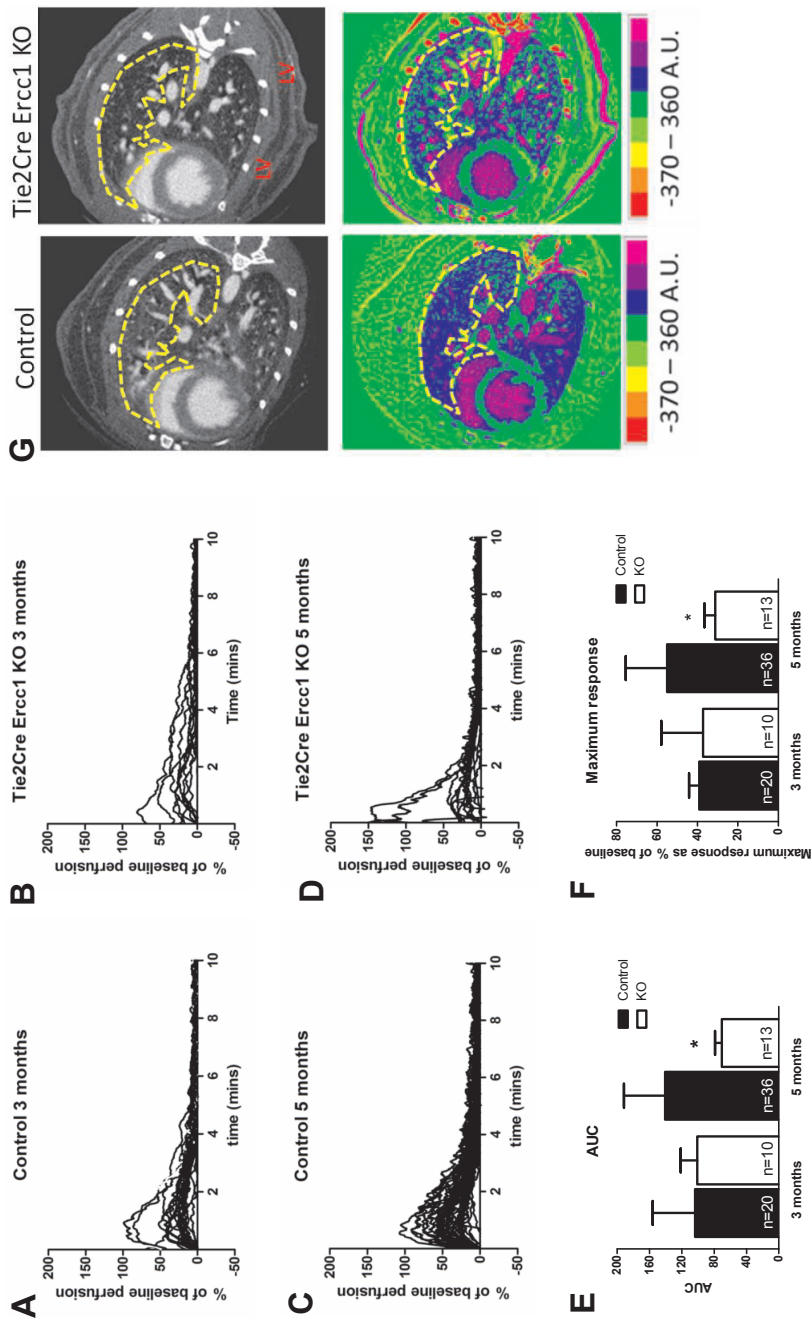 A
Control 3 months
% of baseline perfusion
200
150
100
50
0
-50
2
4
6
8
10
time (mins)
B
Tie2Cre Ercc1 KO 3 months
% of baseline perfusion
200
150
100
50
0
-50
2
4
6
8
10
Time (mins)
C
Control 5 months
% of baseline perfusion
200
150
100
50
0
-50
2
4
6
8
10
time (mins)
D
Tie2Cre Ercc1 KO 5 months
% of baseline perfusion
200
150
100
50
0
-50
2
4
6
8
10
time (mins)
E
AUC
Control
KO
AUC
200
160
120
80
40
0
n=20
n=10
n=36
n=13
*
3 months
5 months
F
Maximum response
Control
KO
Maximum response as % of baseline
80
60
40
20
0
n=20
n=10
n=36
n=13
*
3 months
5 months
G
Control
Tie2Cre Ercc1 KO
LV
LV
-370 – 360 A.U.
-370 – 360 A.U.